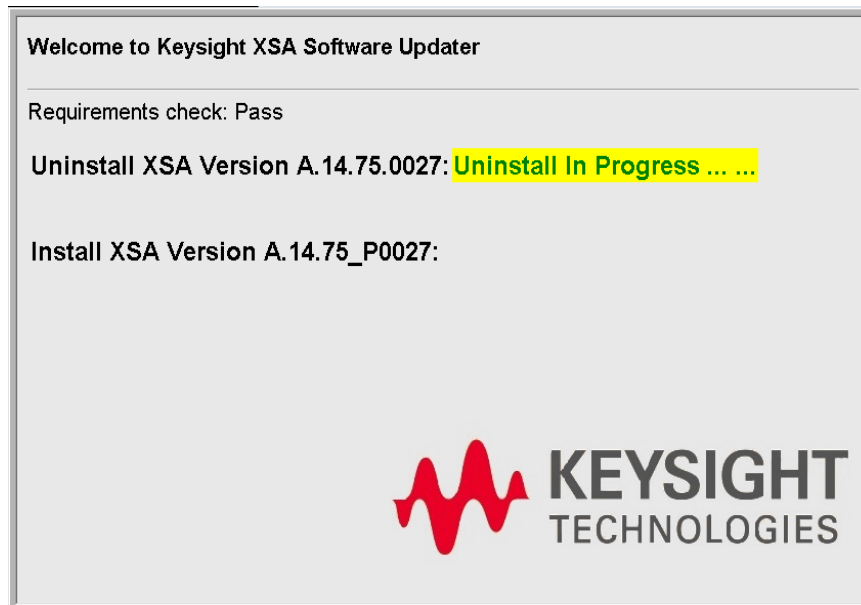 Welcome to Keysight XSA Software Updater
Requirements check: Pass
Uninstall XSA Version A.14.75.0027: Uninstall In Progress ... ...
Install XSA Version A.14.75_P0027:
KEYSIGHT
TECHNOLOGIES